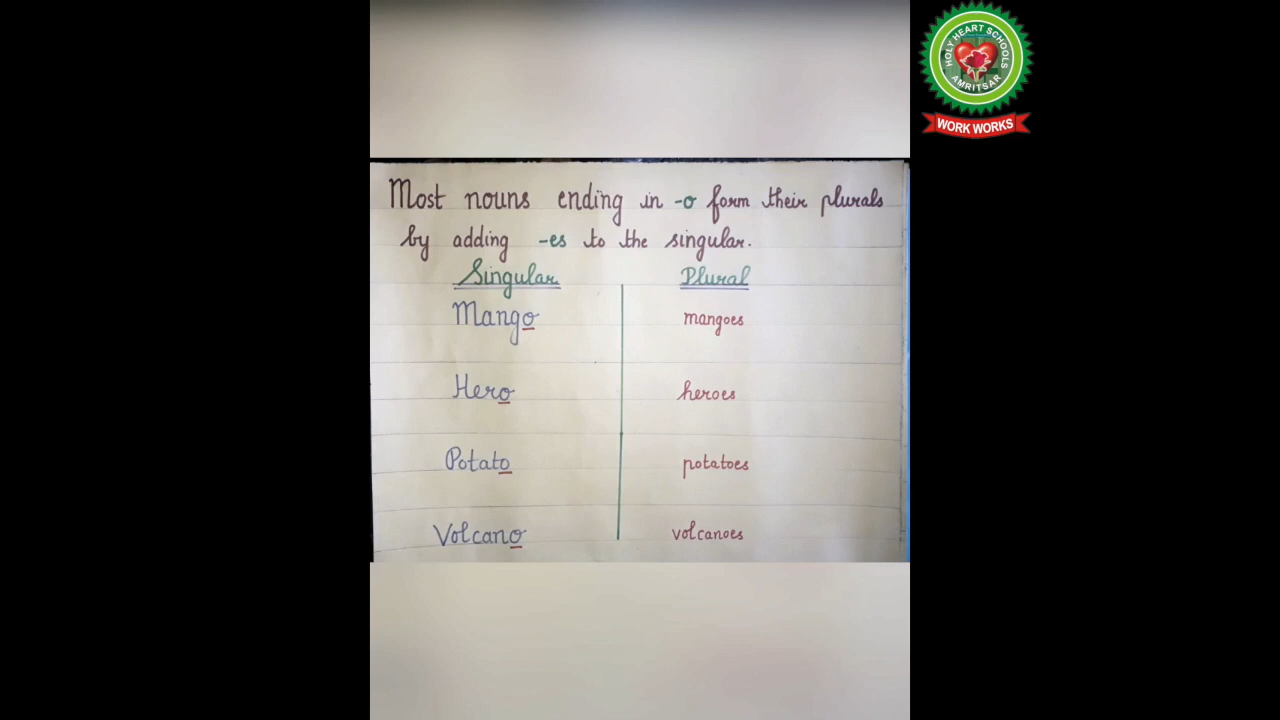 HOLY HEART SCHOOLS
AMRITSAR
WORK WORKS
Most nouns ending in -o form their plurals
by adding -es to the singular.
Singular Plural
Mango mangoes
Hero heroes
Potato potatoes
Volcano volcanoes